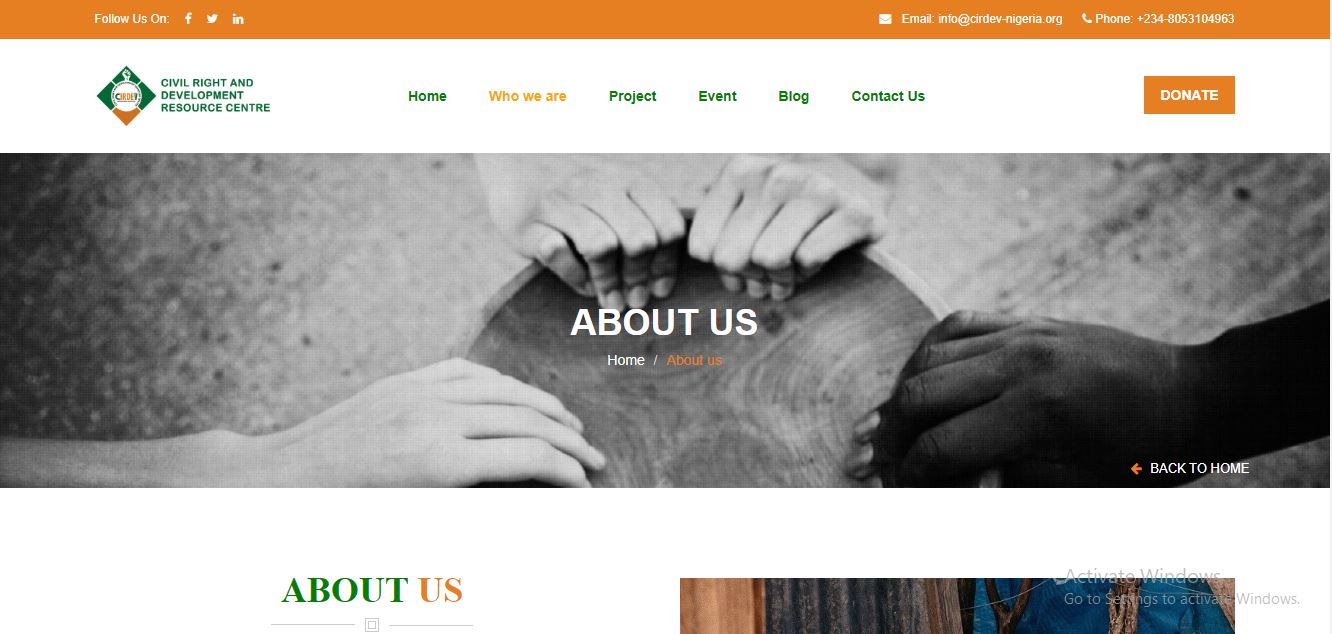 Follow Us On:
Email: info@cirdev-nigeria.org
Phone: +234-8053104963
CIRDEV
CIVIL RIGHT AND
DEVELOPMENT
RESOURCE CENTRE
Home
Who we are
Project
Event
Blog
Contact Us
DONATE
ABOUT US
Home / About us
BACK TO HOME
ABOUT US
Activate Windows
Go to Settings to activate Windows.